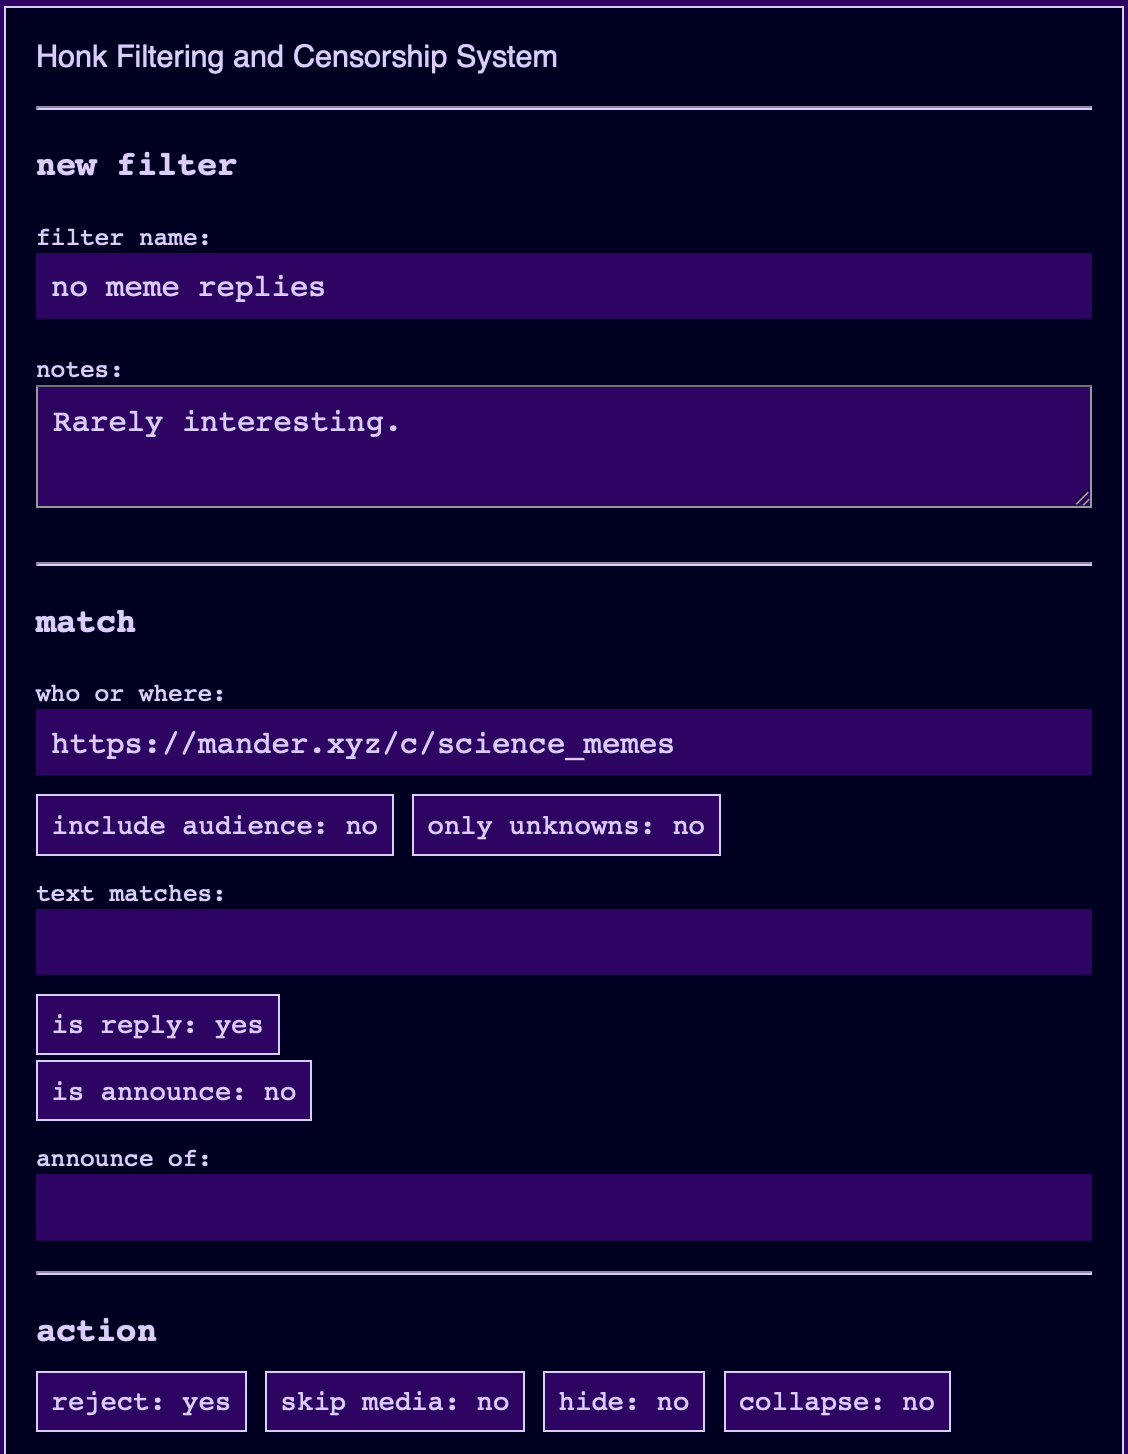 Honk Filtering and Censorship System
new filter
filter name:
no meme replies
notes:
Rarely interesting.
match
who or where:
https://mander.xyz/c/science_memes
include audience: no only unknowns: no
text matches:
is reply: yes
is announce: no
announce of:
action
reject: yes skip media: no hide: no collapse: no